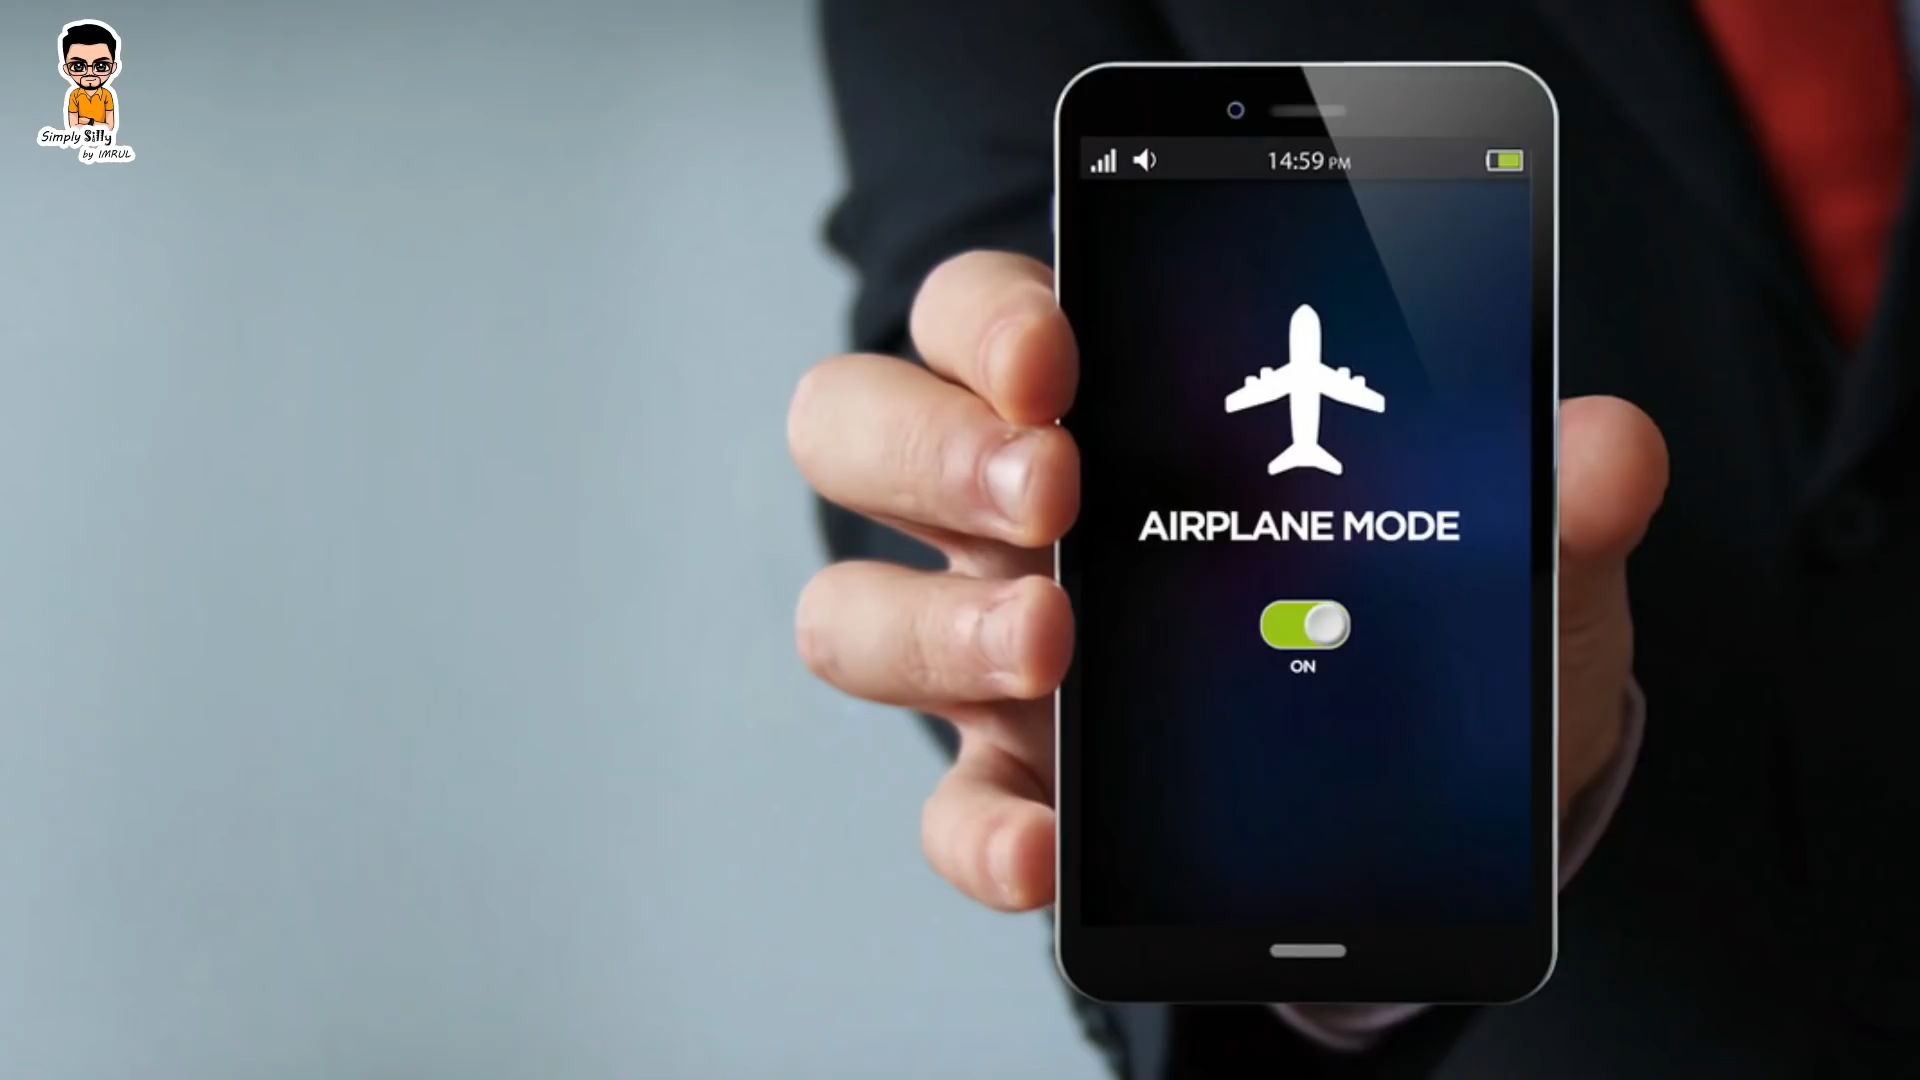 Simply Silly
by IMRUL
14:59 PM
AIRPLANE MODE
ON